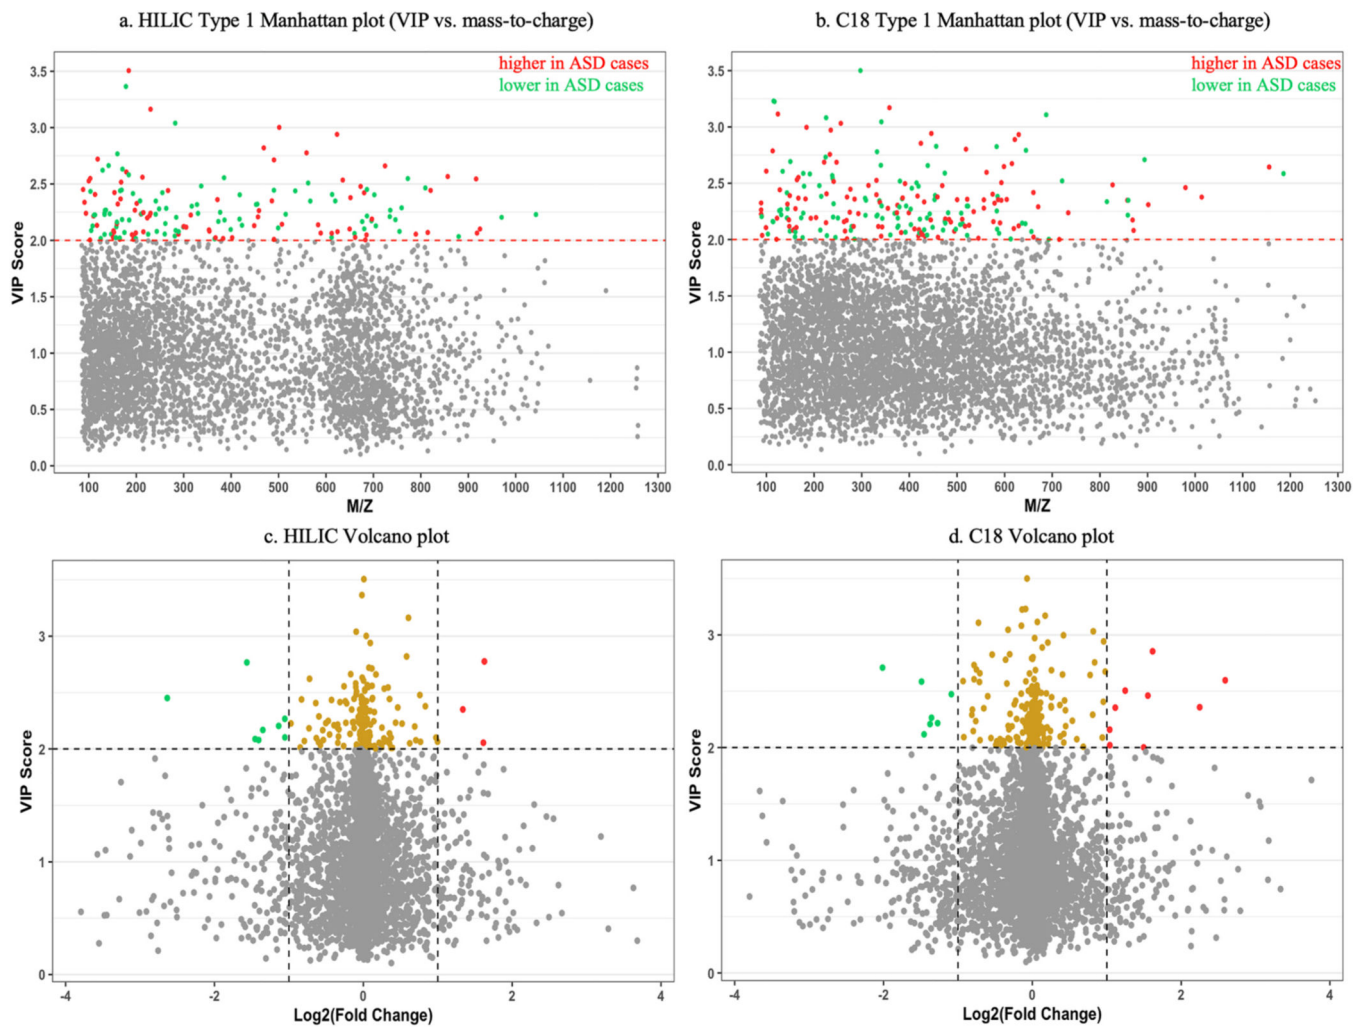 a. HILIC Type 1 Manhattan plot (VIP vs. mass-to-charge)
higher in ASD cases
lower in ASD cases
VIP Score
3.5
3.0
2.5
2.0
1.5
1.0
0.5
0.0
100 200 300 400 500 600 700 800 900 1000 1100 1200 1300
M/Z
b. C18 Type 1 Manhattan plot (VIP vs. mass-to-charge)
higher in ASD cases
lower in ASD cases
VIP Score
3.5
3.0
2.5
2.0
1.5
1.0
0.5
0.0
100 200 300 400 500 600 700 800 900 1000 1100 1200 1300
M/Z
c. HILIC Volcano plot
VIP Score
3
2
1
0
-4 -2 0 2 4
Log2(Fold Change)
d. C18 Volcano plot
VIP Score
3
2
1
0
-4 -2 0 2 4
Log2(Fold Change)